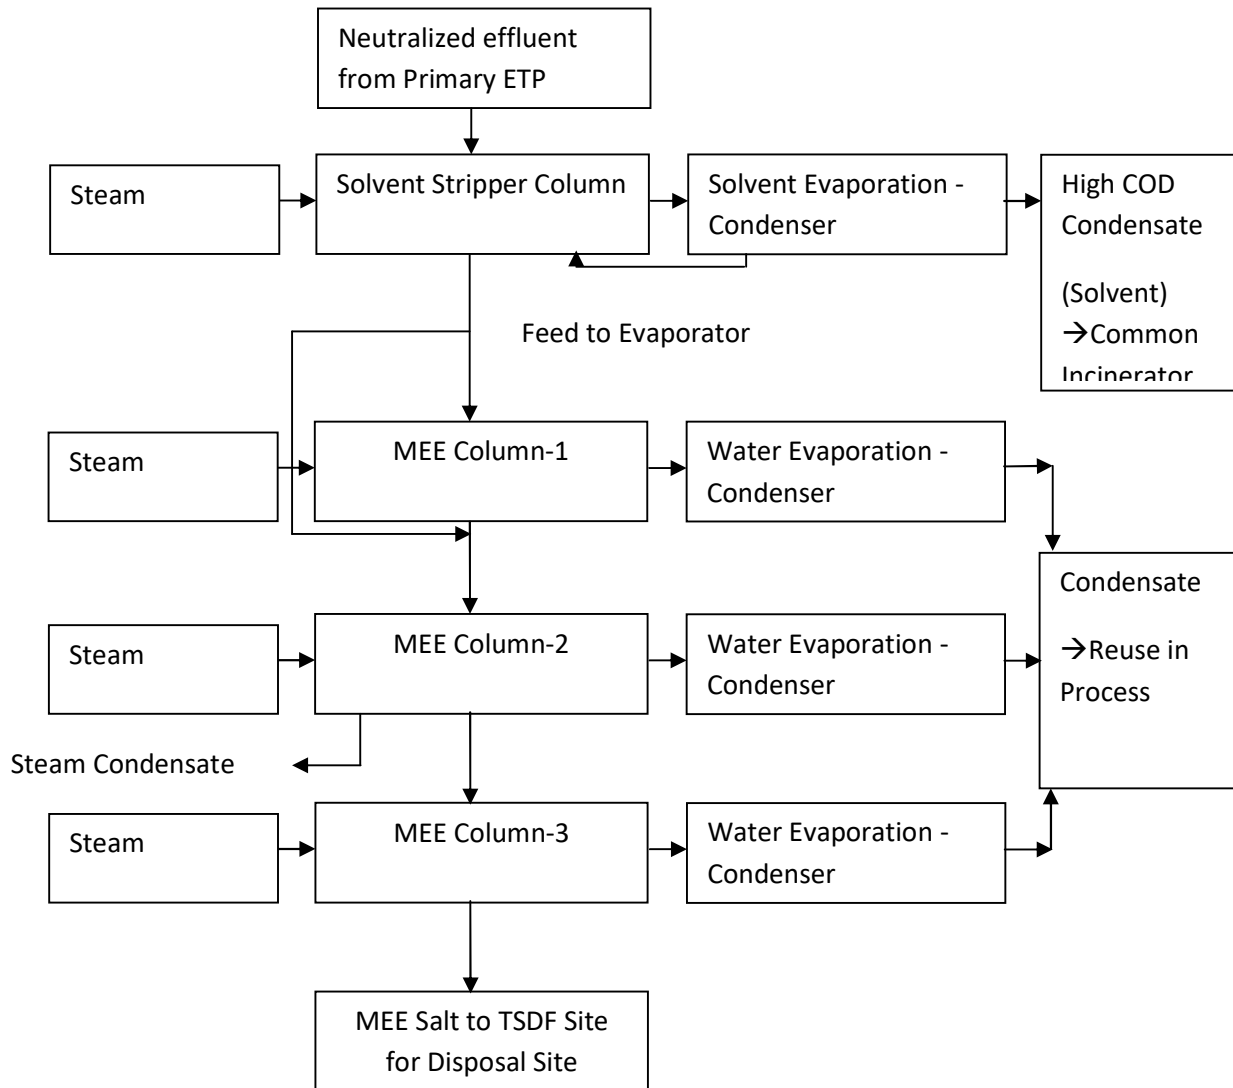 Neutralized effluent
from Primary ETP
Steam
Solvent Stripper Column
Solvent Evaporation -
Condenser
High COD
Condensate
(Solvent)
→Common
Incinerator
Feed to Evaporator
Steam
MEE Column-1
Water Evaporation -
Condenser
Steam
MEE Column-2
Water Evaporation -
Condenser
Condensate
→Reuse in
Process
Steam Condensate
Steam
MEE Column-3
Water Evaporation -
Condenser
MEE Salt to TSDF Site
for Disposal Site